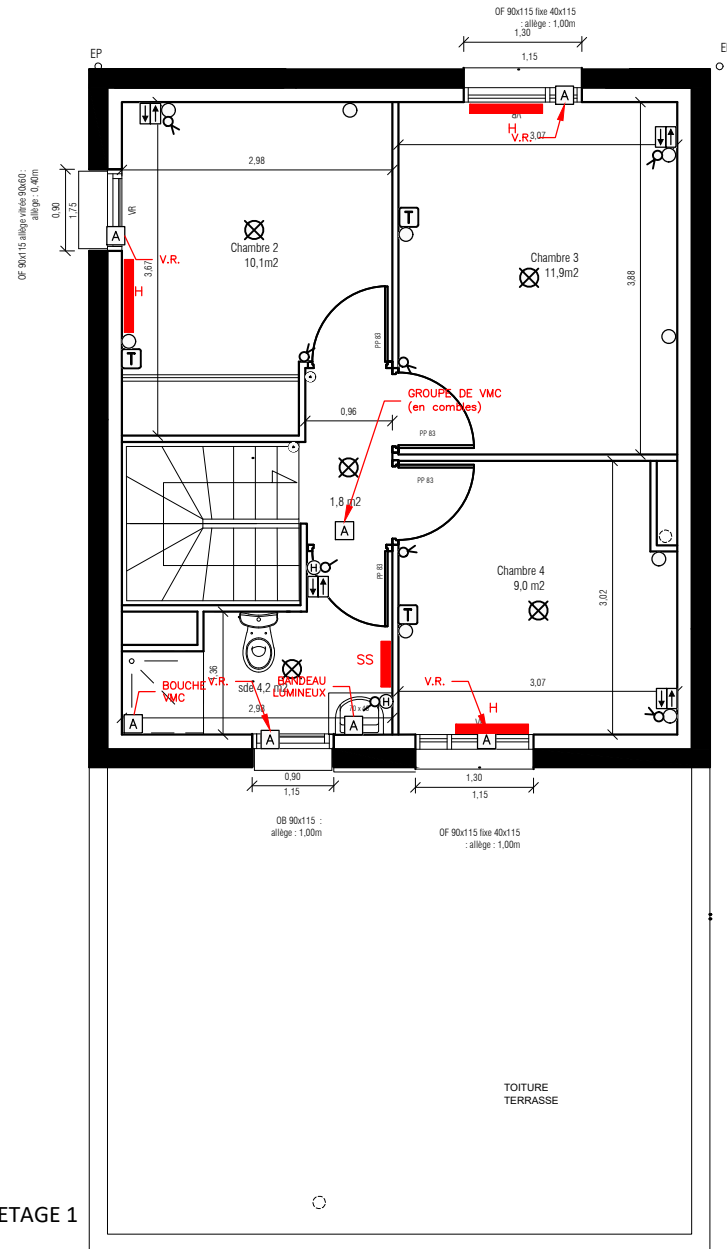 OF 90x115 fixe 40x115
: allège : 1,00m
1,30
1,15
EP
E
OF 90x115 allège vitrée 90x60 :
allège : 0,40m
0,90
1,75
VR
A
V.R.
H
T
2,98
3,67
Chambre 2
10,1m2
PP 83
VR
H
V.R.
A
3,07
T
Chambre 3
11,9m2
3,88
GROUPE DE VMC
(en combles)
0,96
PP 83
PP 83
1,8 m2
A
H
PP 83
Chambre 4
9,0 m2
3,02
T
SS
1,36
sde 4,2 m2
BOUCHE
VMC
V.R.
BANDEAU
LUMINEUX
H
A
2,98
A
A
V.R.
H
3,07
A
0,90
1,15
1,30
1,15
OB 90x115 :
allège : 1,00m
OF 90x115 fixe 40x115
: allège : 1,00m
TOITURE
TERRASSE
ETAGE 1